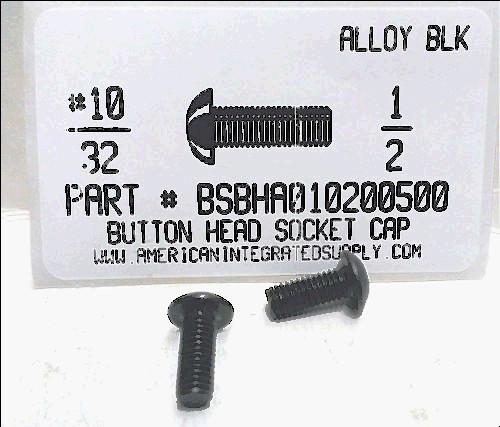 ALLOY BLK
#10
32
1
2
PART # BSBHA010200500
BUTTON HEAD SOCKET CAP
WWW.AMERICANINTEGRATEDSUPPLY.COM